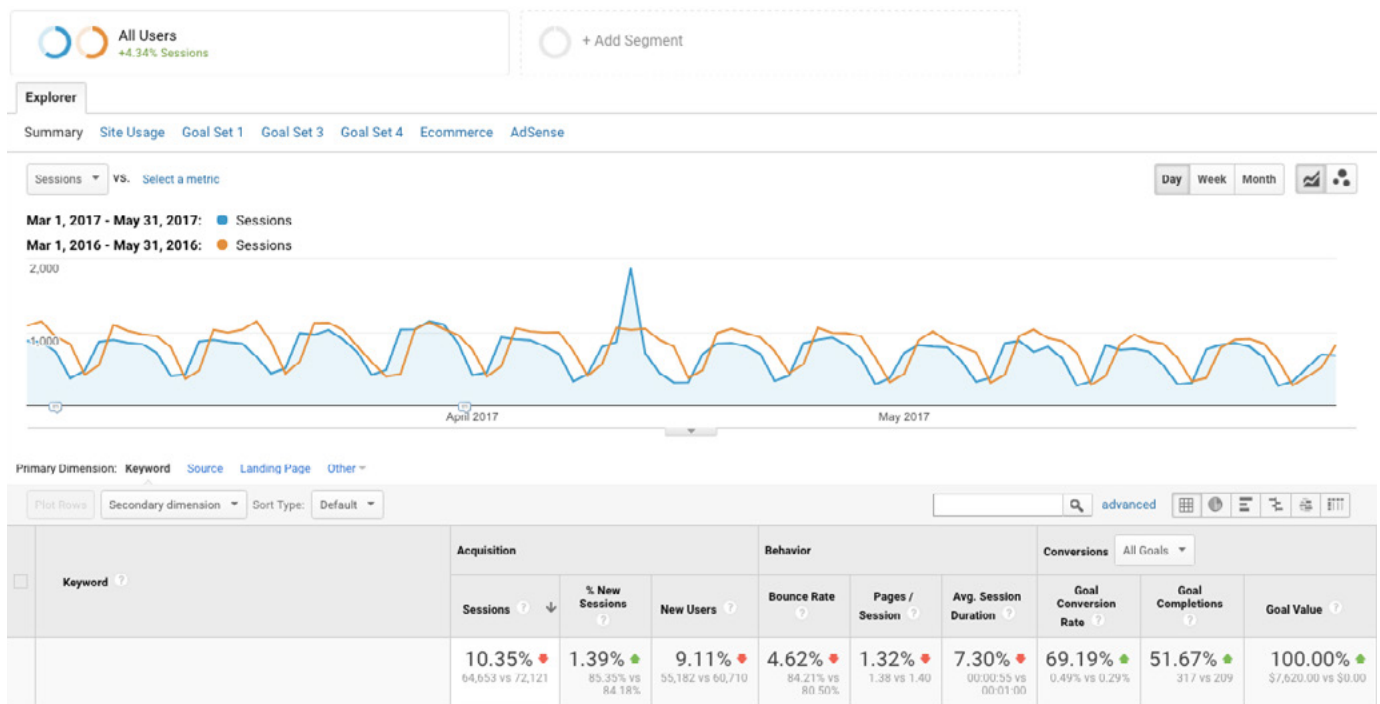 All Users
+4.34% Sessions
+ Add Segment
Explorer
Summary Site Usage Goal Set 1 Goal Set 3 Goal Set 4 Ecommerce AdSense
Sessions VS. Select a metric
Day Week Month
Mar 1, 2017 - May 31, 2017: Sessions
Mar 1, 2016 - May 31, 2016: Sessions
2,000
1,000
April 2017 May 2017
Primary Dimension: Keyword Source Landing Page Other
Plot Rows Secondary dimension Sort Type: Default advanced
Keyword ?
Acquisition Behavior Conversions All Goals
Sessions ? % New Sessions ? New Users ? Bounce Rate ? Pages / Session ? Avg. Session Duration ? Goal Conversion Rate ? Goal Completions ? Goal Value ?
10.35% 1.39% 9.11% 4.62% 1.32% 7.30% 69.19% 51.67% 100.00%
64,653 vs 72,121 85.35% vs 84.18% 55,182 vs 60,710 84.21% vs 80.50% 1.38 vs 1.40 00:00:55 vs 00:01:00 0.49% vs 0.29% 317 vs 209 $7,620.00 vs $0.00